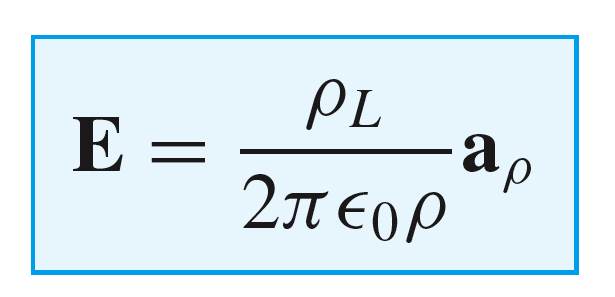 E = ρ_L / (2πϵ₀ρ) a_ρ